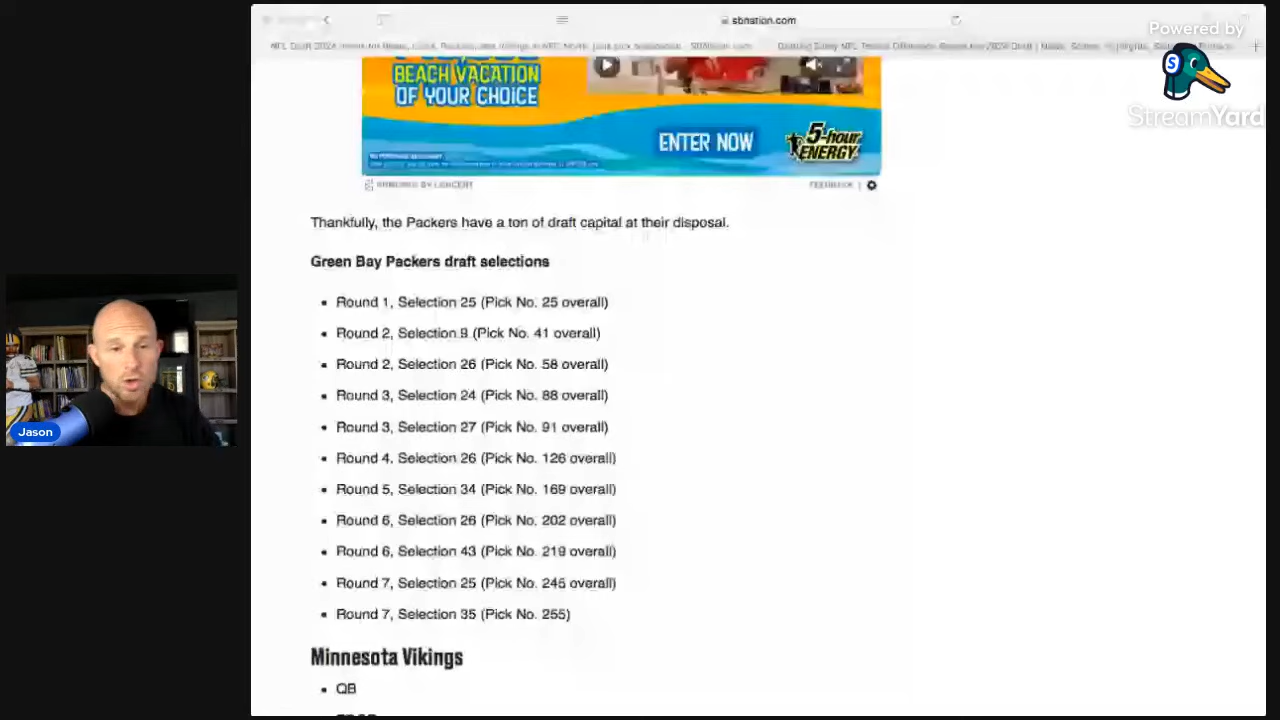 Powered by
StreamYard
sbnation.com
BEACH VACATION
OF YOUR CHOICE
ENTER NOW
5-hour
ENERGY
POWERED BY CONCERT
FEEDBACK
Thankfully, the Packers have a ton of draft capital at their disposal.
Green Bay Packers draft selections
• Round 1, Selection 25 (Pick No. 25 overall)
• Round 2, Selection 9 (Pick No. 41 overall)
• Round 2, Selection 26 (Pick No. 58 overall)
• Round 3, Selection 24 (Pick No. 88 overall)
• Round 3, Selection 27 (Pick No. 91 overall)
• Round 4, Selection 26 (Pick No. 126 overall)
• Round 5, Selection 34 (Pick No. 169 overall)
• Round 6, Selection 26 (Pick No. 202 overall)
• Round 6, Selection 43 (Pick No. 219 overall)
• Round 7, Selection 25 (Pick No. 245 overall)
• Round 7, Selection 35 (Pick No. 255)
Minnesota Vikings
• QB
Jason